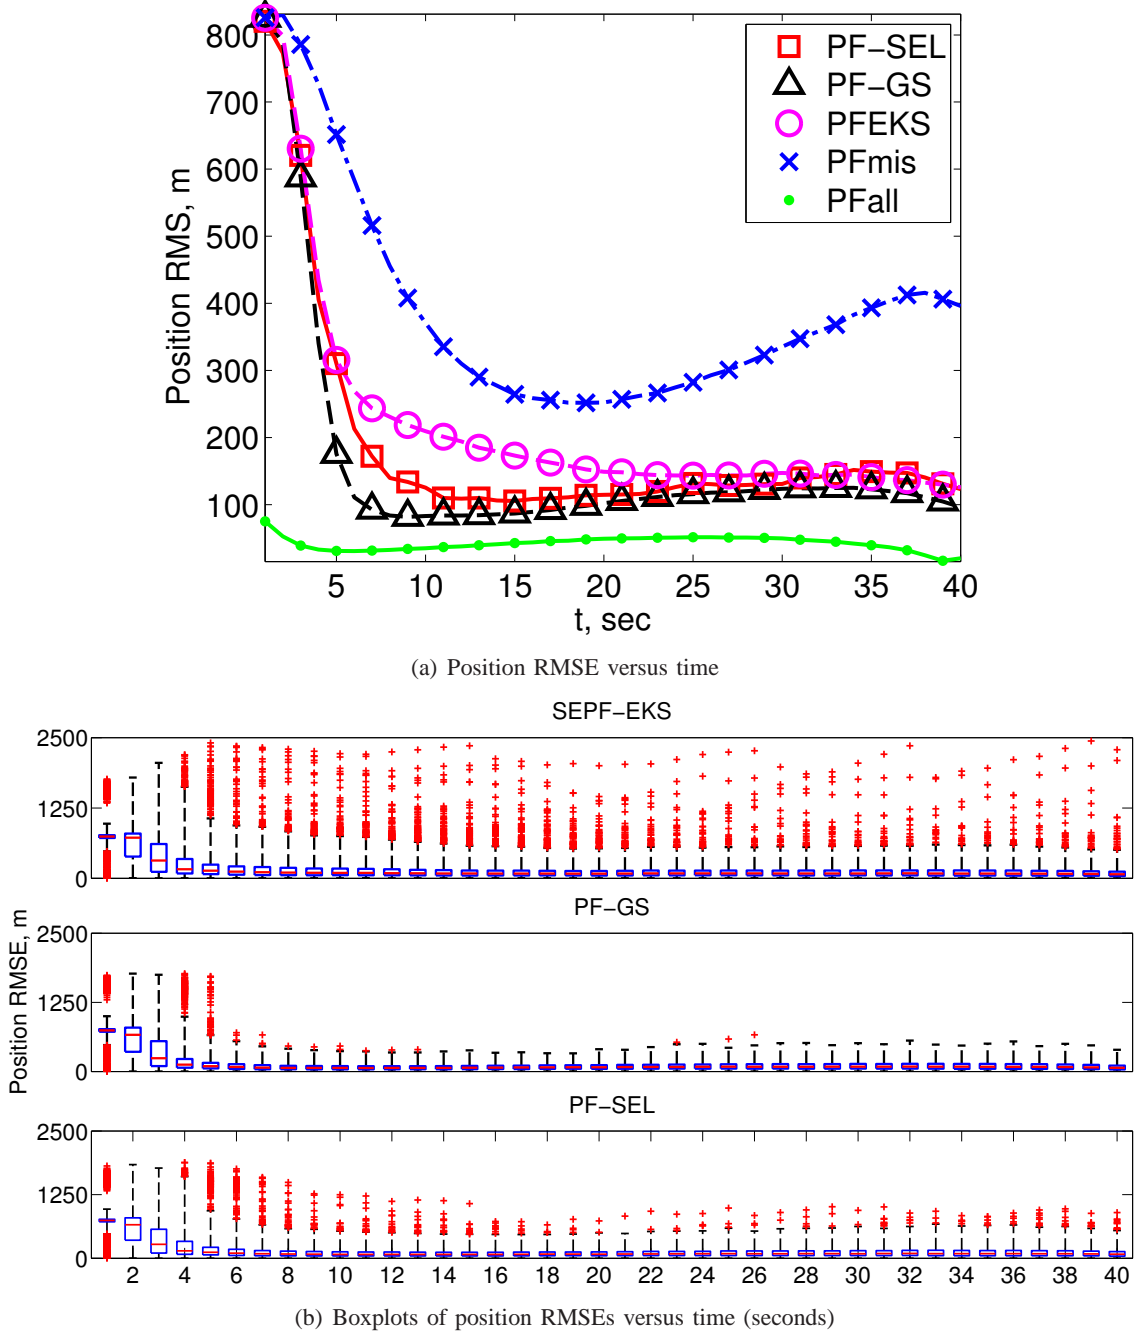 800
700
600
500
400
300
200
100
Position RMS, m
PF-SEL
PF-GS
PFEKS
PFmis
PFall
5 10 15 20 25 30 35 40
t, sec
(a) Position RMSE versus time
SEPF-EKS
2500
1250
0
PF-GS
2500
1250
0
Position RMSE, m
PF-SEL
2500
1250
0
2 4 6 8 10 12 14 16 18 20 22 24 26 28 30 32 34 36 38 40
(b) Boxplots of position RMSEs versus time (seconds)